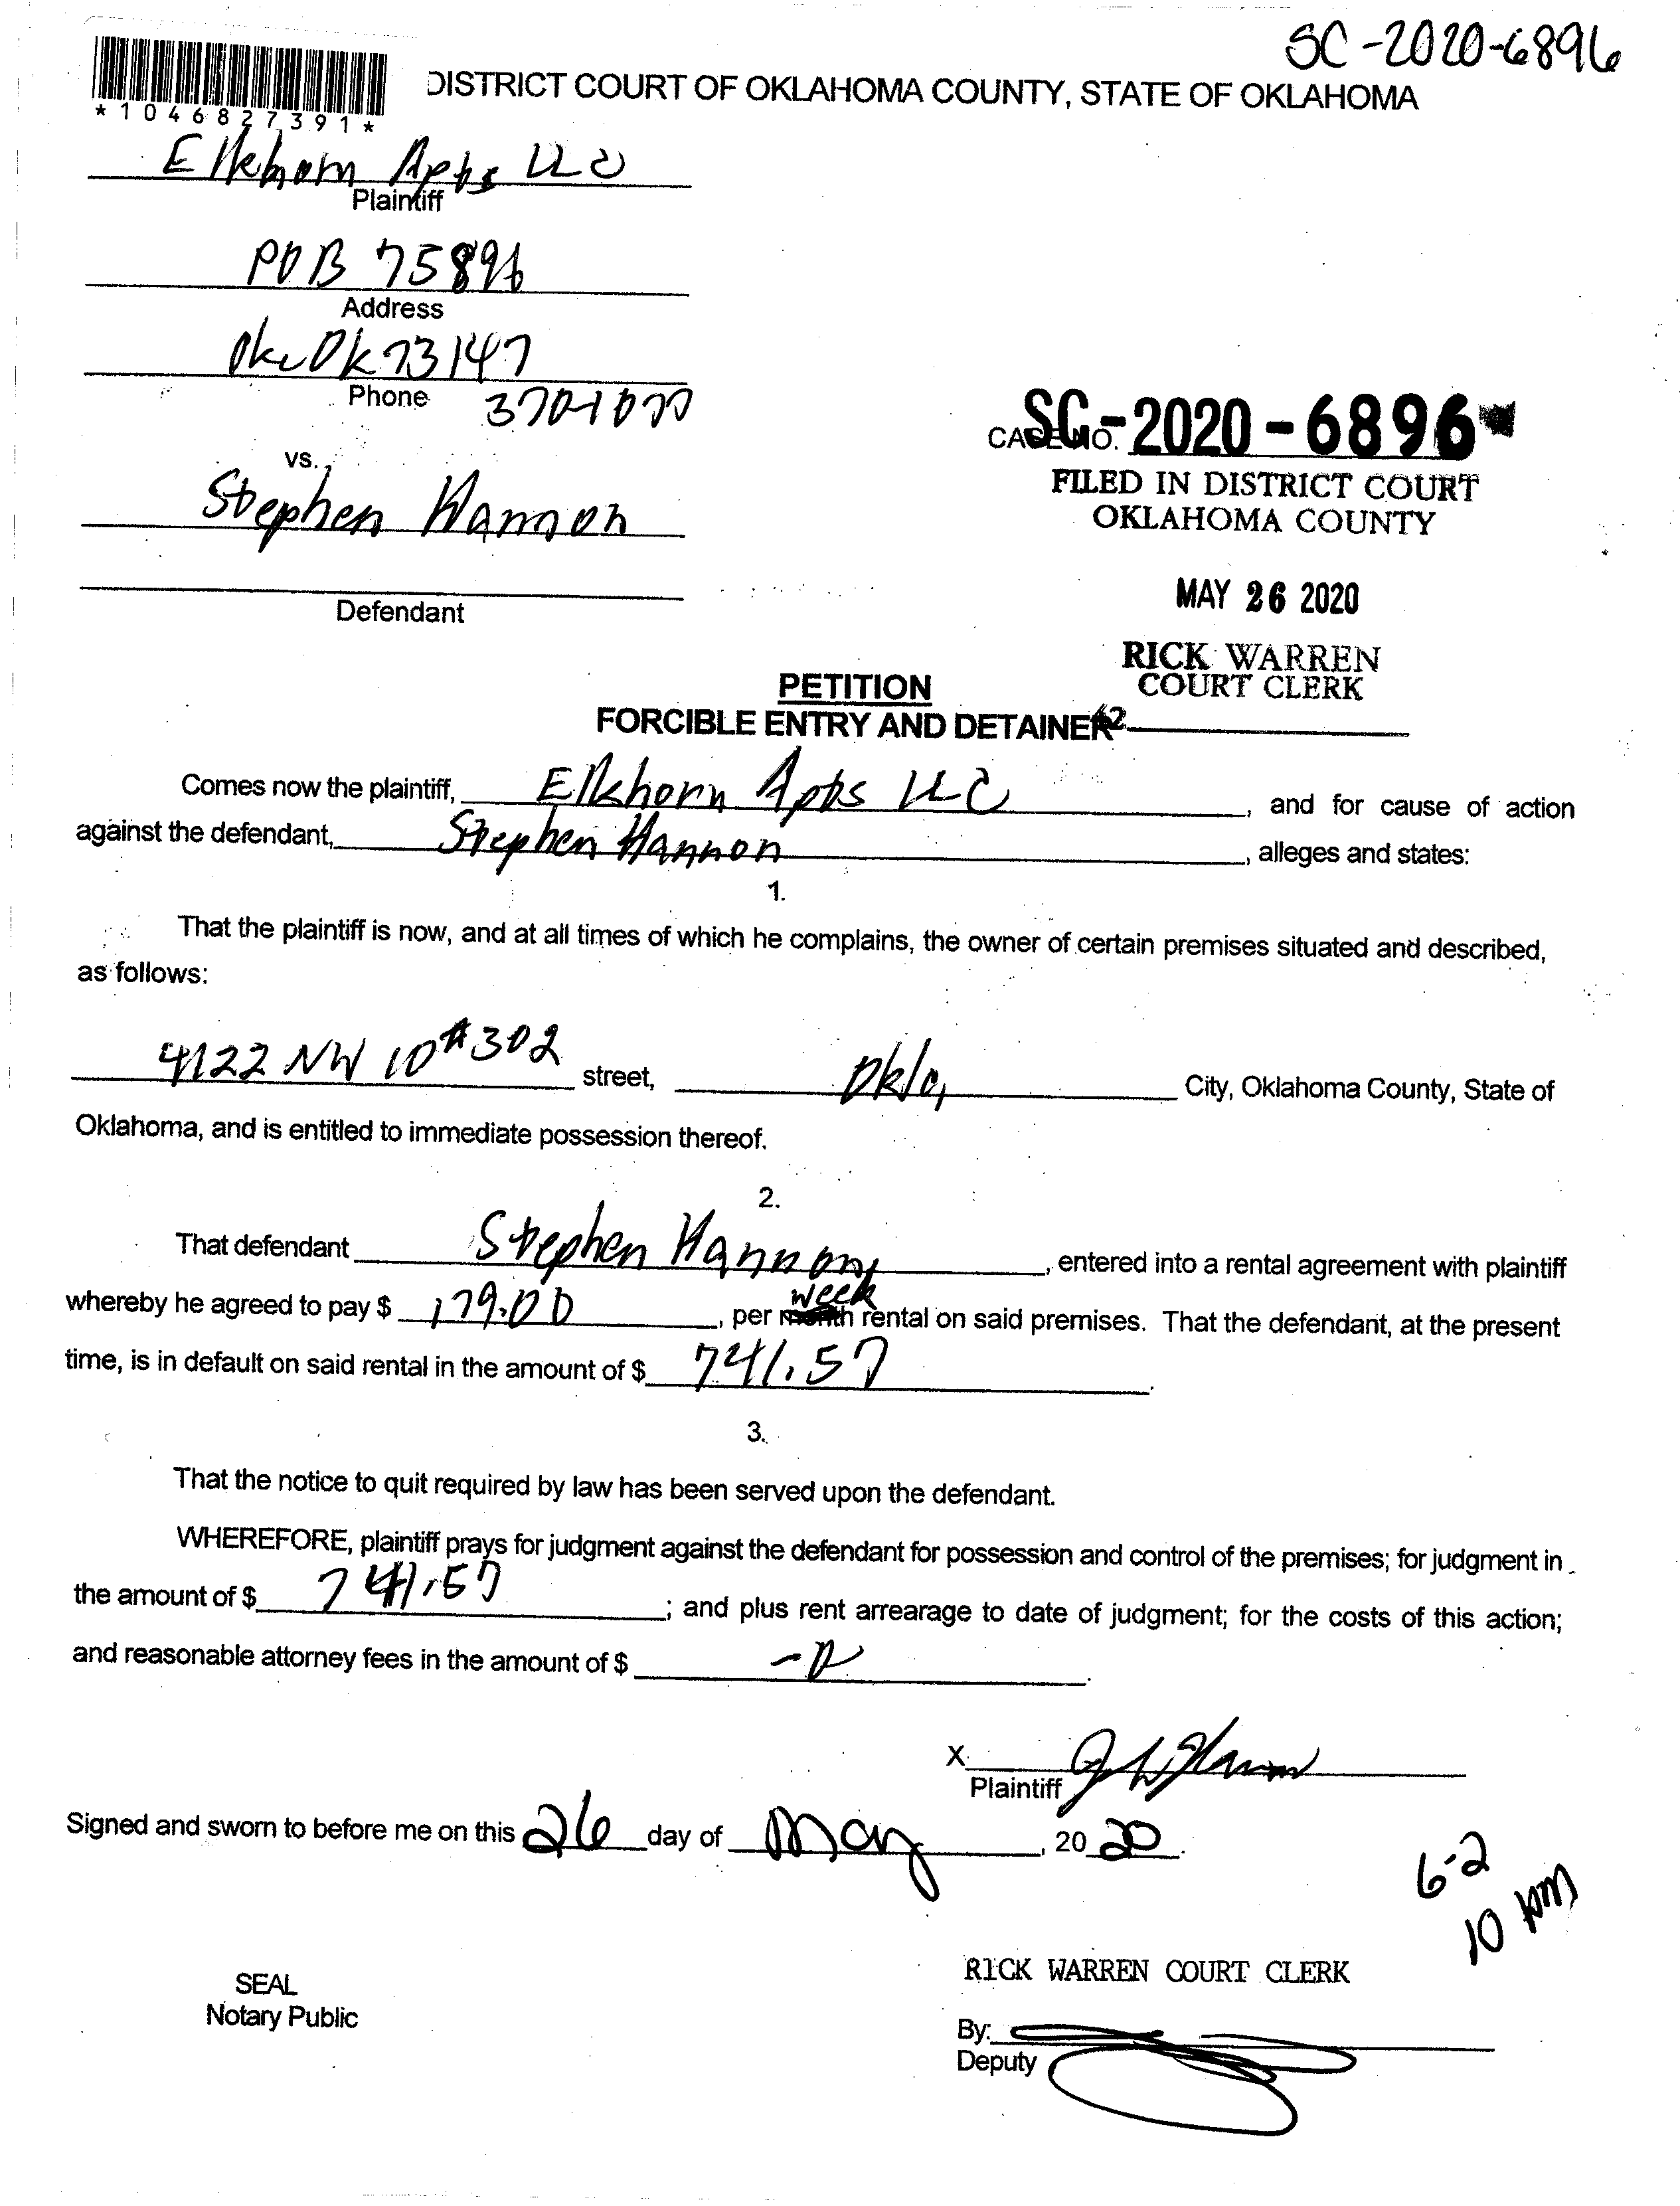 SC-2020-6896
DISTRICT COURT OF OKLAHOMA COUNTY, STATE OF OKLAHOMA
*1046827391*
Elkhorn Apts LLC
Plaintiff
POB 75896
Address
Okc Ok 73147
Phone 370-1077
vs.
Stephen Hannon
Defendant
CASE NO. SC-2020-6896
FILED IN DISTRICT COURT
OKLAHOMA COUNTY
MAY 26 2020
RICK WARREN
COURT CLERK
PETITION
FORCIBLE ENTRY AND DETAINER
62
Comes now the plaintiff, Elkhorn Apts LLC, and for cause of action
against the defendant, Stephen Hannon, alleges and states:
1.
That the plaintiff is now, and at all times of which he complains, the owner of certain premises situated and described,
as follows:
4122 NW 10 #302 street, Okla, City, Oklahoma County, State of
Oklahoma, and is entitled to immediate possession thereof.
2.
That defendant Stephen Hannon, entered into a rental agreement with plaintiff
week
whereby he agreed to pay $ 179.00, per month rental on said premises. That the defendant, at the present
time, is in default on said rental in the amount of $ 741.57.
3.
That the notice to quit required by law has been served upon the defendant.
WHEREFORE, plaintiff prays for judgment against the defendant for possession and control of the premises; for judgment in
the amount of $ 741.57; and plus rent arrearage to date of judgment; for the costs of this action;
and reasonable attorney fees in the amount of $ -0.
X
Plaintiff
Signed and sworn to before me on this 26 day of May, 2020.
6-2
10 AM
RICK WARREN COURT CLERK
SEAL
Notary Public
By:
Deputy